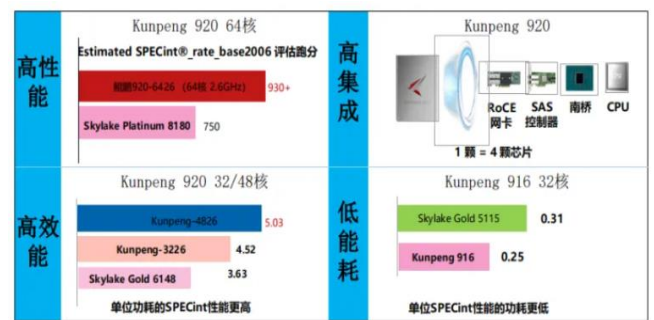 高性能
Kunpeng 920 64核
Estimated SPECint®_rate_base2006 评估跑分
鲲鹏920-6426 (64核 2.6GHz)
930+
Skylake Platinum 8180
750
高集成
Kunpeng 920
RoCE
网卡
SAS
控制器
南桥
CPU
1 颗 = 4 颗芯片
高效能
Kunpeng 920 32/48核
Kunpeng-4826
5.03
Kunpeng-3226
4.52
Skylake Gold 6148
3.63
单位功耗的SPECint性能更高
低能耗
Kunpeng 916 32核
Skylake Gold 5115
0.31
Kunpeng 916
0.25
单位SPECint性能的功耗更低